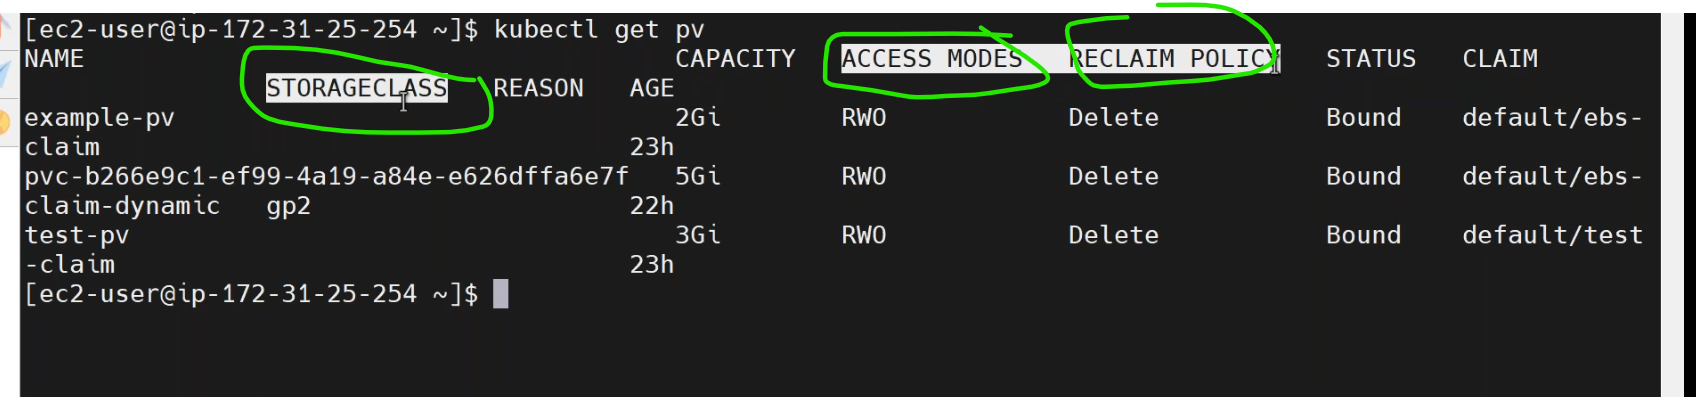 [ec2-user@ip-172-31-25-254 ~]$ kubectl get pv
NAME                                       CAPACITY   ACCESS MODES   RECLAIM POLICY   STATUS   CLAIM
                STORAGECLASS   REASON   AGE
example-pv                                 2Gi        RWO            Delete           Bound    default/ebs-
claim                                   23h
pvc-b266e9c1-ef99-4a19-a84e-e626dffa6e7f   5Gi        RWO            Delete           Bound    default/ebs-
claim-dynamic   gp2                     22h
test-pv                                    3Gi        RWO            Delete           Bound    default/test
-claim                                  23h
[ec2-user@ip-172-31-25-254 ~]$